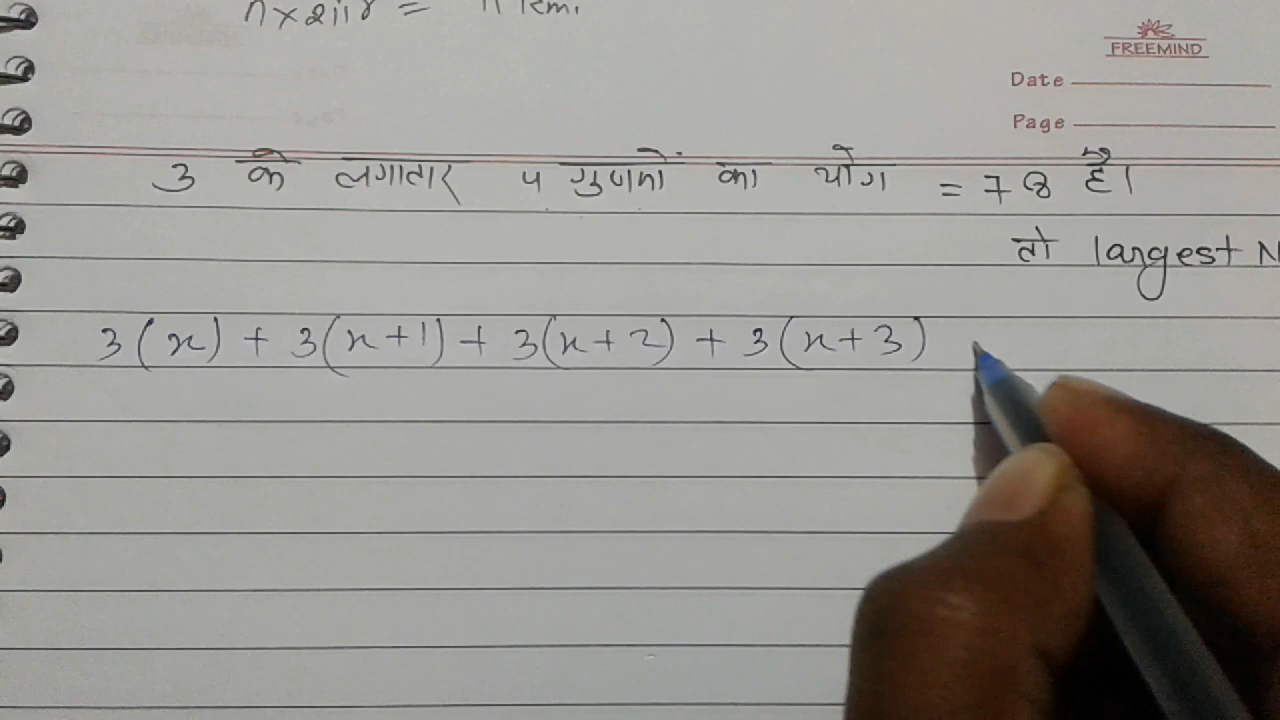 FREEMIND
Date
Page
3 के लगातार 4 गुणजों का योग = 78 है।
तो largest N
3(x) + 3(x+1) + 3(x+2) + 3(x+3)